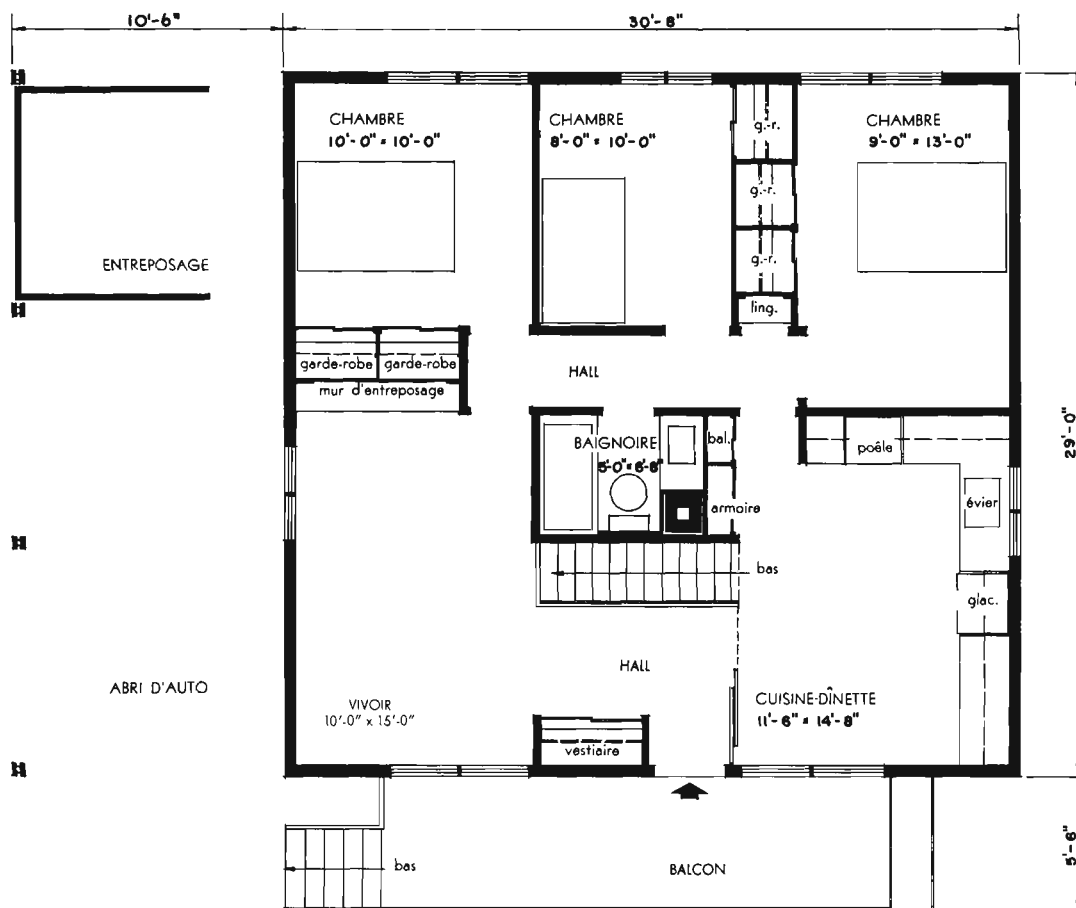 10'-6"
30'-8"
CHAMBRE
10'-0" x 10'-0"
CHAMBRE
8'-0" x 10'-0"
g.-r.
CHAMBRE
9'-0" x 13'-0"
g.-r.
ENTREPOSAGE
g.-r.
ling.
garde-robe
garde-robe
HALL
mur d'entreposage
29'-0"
BAIGNOIRE
5'-0" x 6'-8"
bal.
poêle
armoire
évier
bas
glac.
HALL
ABRI D'AUTO
VIVOIR
10'-0" x 15'-0"
CUISINE-DÎNETTE
11'-6" x 14'-8"
vestiaire
bas
BALCON
5'-6"